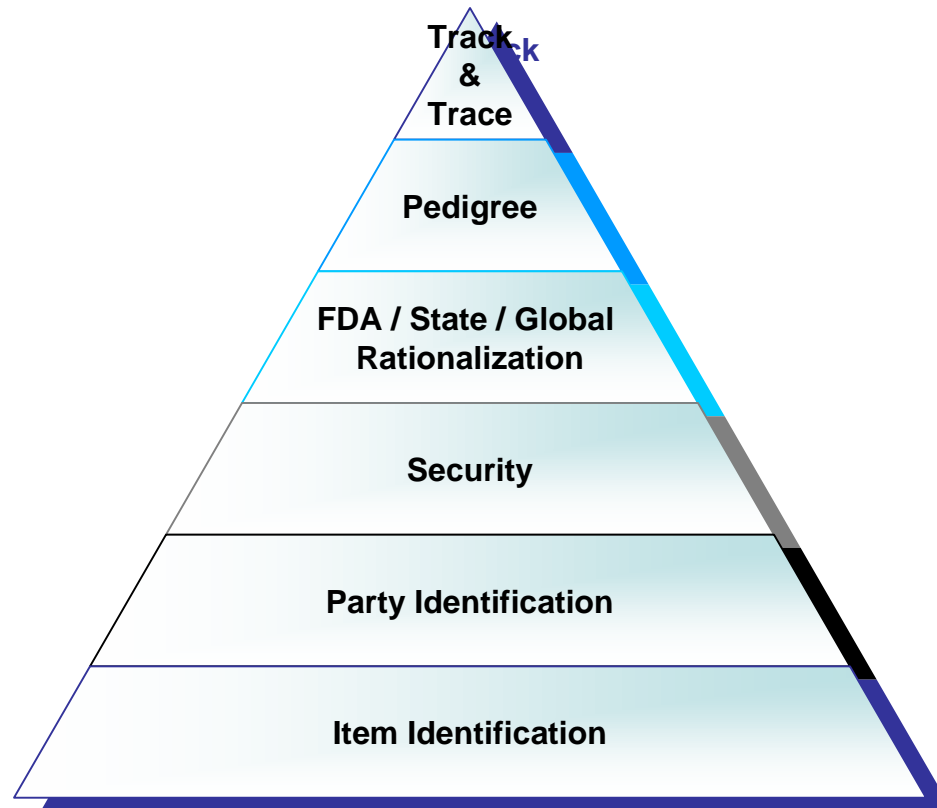 Track
&
Trace
Pedigree
FDA / State / Global
Rationalization
Security
Party Identification
Item Identification